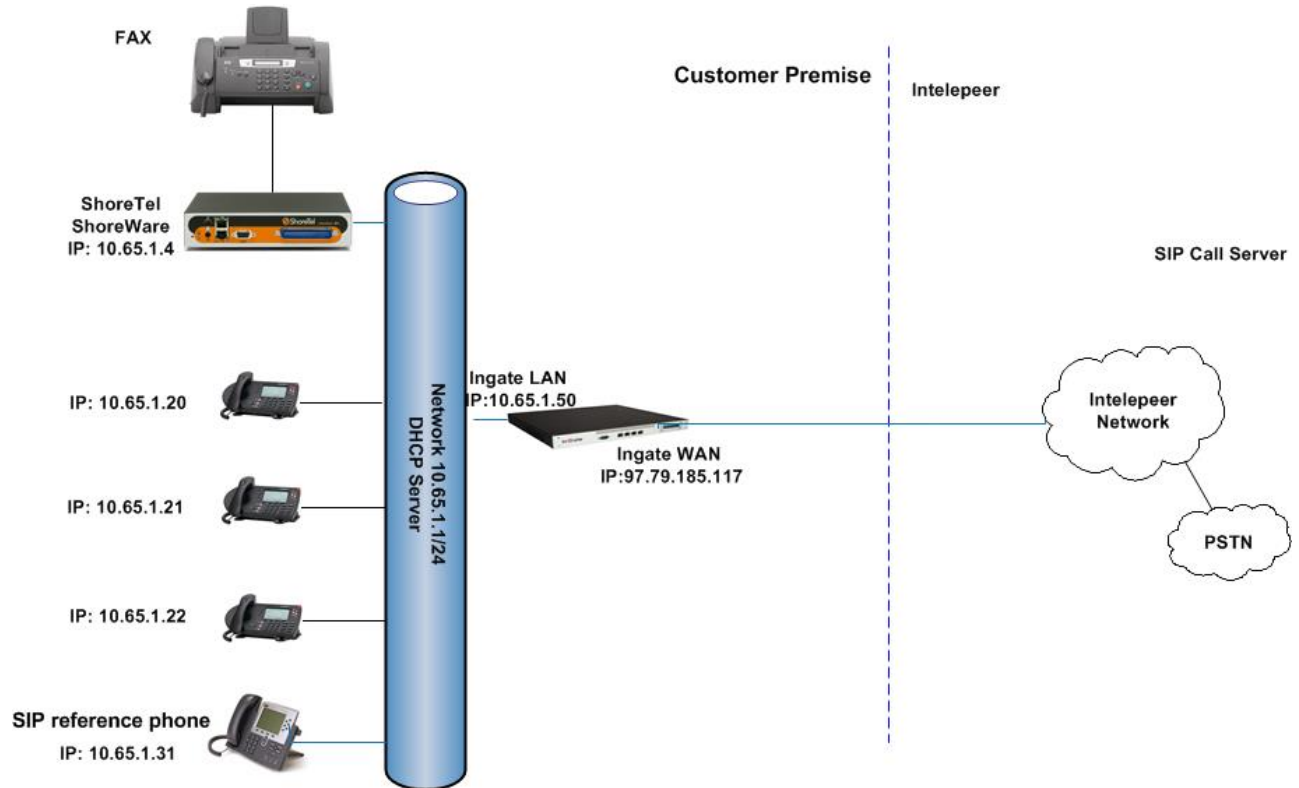 FAX
Customer Premise
Intelepeer
ShoreTel
ShoreTel
ShoreWare
IP: 10.65.1.4
SIP Call Server
IP: 10.65.1.20
Ingate LAN
IP:10.65.1.50
Network 10.65.1.1/24
DHCP Server
Intelepeer
Network
Ingate WAN
IP:97.79.185.117
IP: 10.65.1.21
PSTN
IP: 10.65.1.22
SIP reference phone
IP: 10.65.1.31